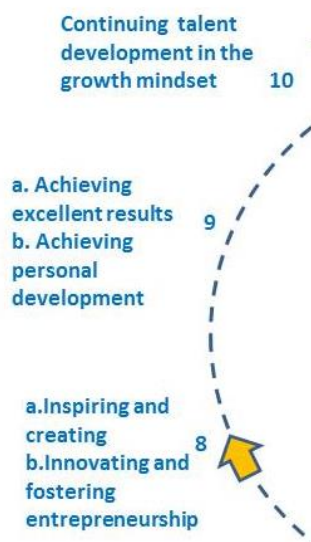 Continuing talent
development in the
growth mindset 10
a. Achieving
excellent results 9
b. Achieving
personal
development
a.Inspiring and
creating 8
b.Innovating and
fostering
entrepreneurship